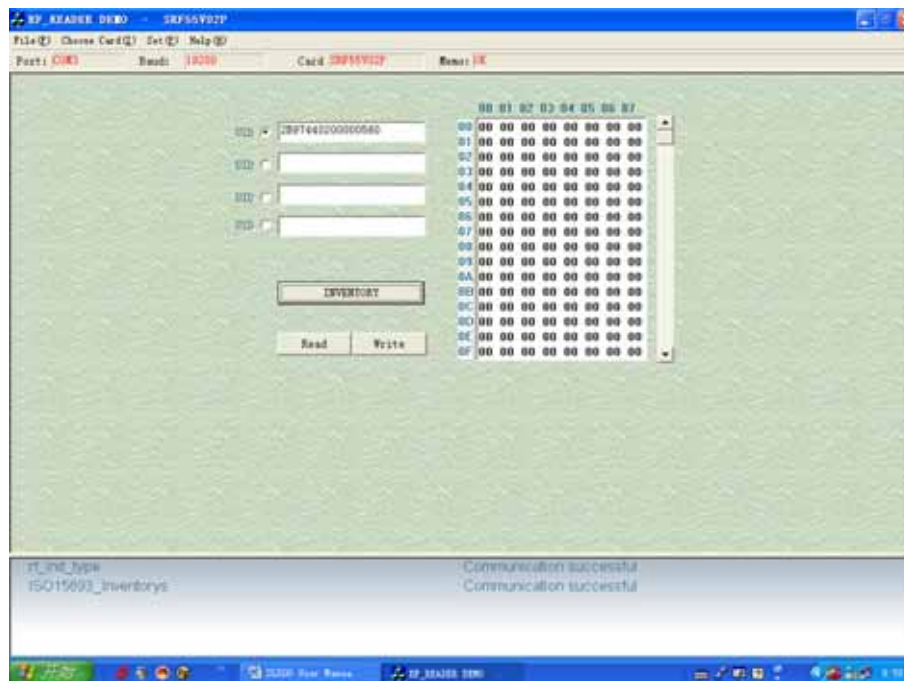 RF_READER DEMO - SRF55V02P
File(F) Choose Card(C) Set(F) Help(H)
Port: COM3 Baud: 19200 Card SRF55V02P Memo: OK
00 01 02 03 04 05 06 07
UID
UID
UID
UID
00 00 00 00 00 00 00 00 00
01 00 00 00 00 00 00 00 00
02 00 00 00 00 00 00 00 00
03 00 00 00 00 00 00 00 00
04 00 00 00 00 00 00 00 00
05 00 00 00 00 00 00 00 00
06 00 00 00 00 00 00 00 00
07 00 00 00 00 00 00 00 00
08 00 00 00 00 00 00 00 00
09 00 00 00 00 00 00 00 00
0A 00 00 00 00 00 00 00 00
0B 00 00 00 00 00 00 00 00
0C 00 00 00 00 00 00 00 00
0D 00 00 00 00 00 00 00 00
0E 00 00 00 00 00 00 00 00
0F 00 00 00 00 00 00 00 00
INVENTORY
Read Write
rf_init_type Communication successful
ISO15693_Inventorys Communication successful
开始 User RF_READER DEMO